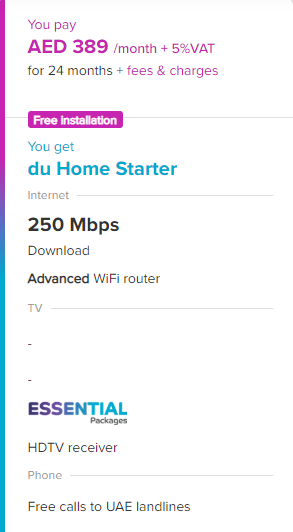 You pay
AED 389 /month + 5%VAT
for 24 months + fees & charges
Free Installation
You get
du Home Starter
Internet
250 Mbps
Download
Advanced WiFi router
TV
-
-
ESSENTIAL
Packages
HDTV receiver
Phone
Free calls to UAE landlines